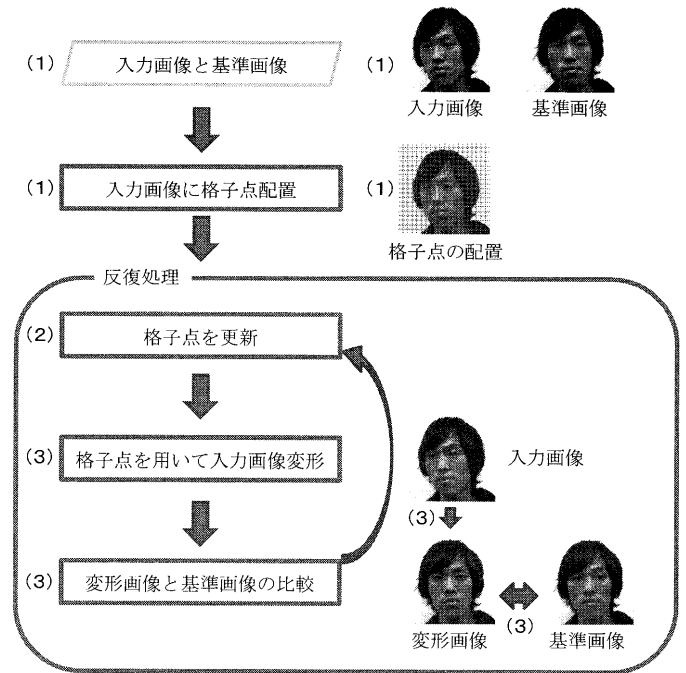 (1) 入力画像と基準画像 (1)
入力画像 基準画像
(1) 入力画像に格子点配置 (1)
格子点の配置
反復処理
(2) 格子点を更新
(3) 格子点を用いて入力画像変形
入力画像
(3)
(3) 変形画像と基準画像の比較
(3)
変形画像 基準画像